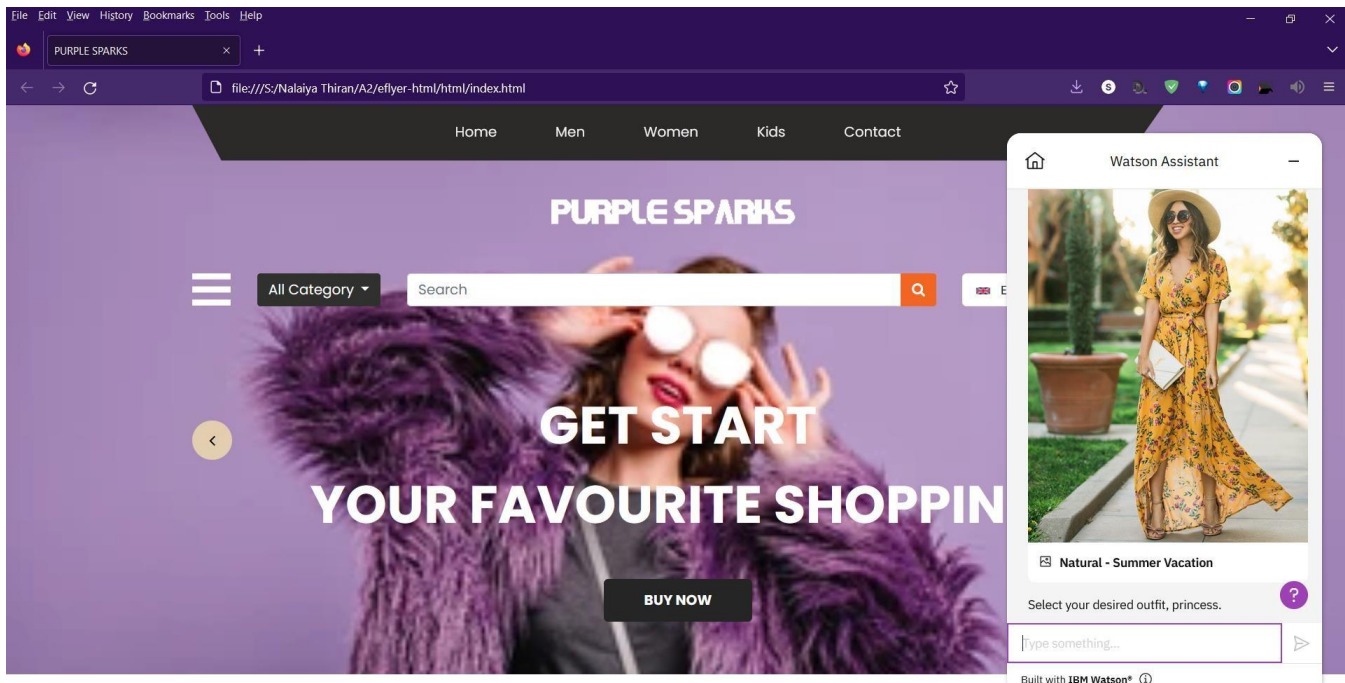 File Edit View History Bookmarks Tools Help
PURPLE SPARKS
file:///S:/Nalaiya Thiran/A2/eflyer-html/html/index.html
Home Men Women Kids Contact
PURPLE SPARKS
All Category
Search
E
GET START
YOUR FAVOURITE SHOPPIN
BUY NOW
Watson Assistant
Natural - Summer Vacation
Select your desired outfit, princess.
?
Type something...
Built with IBM Watson®